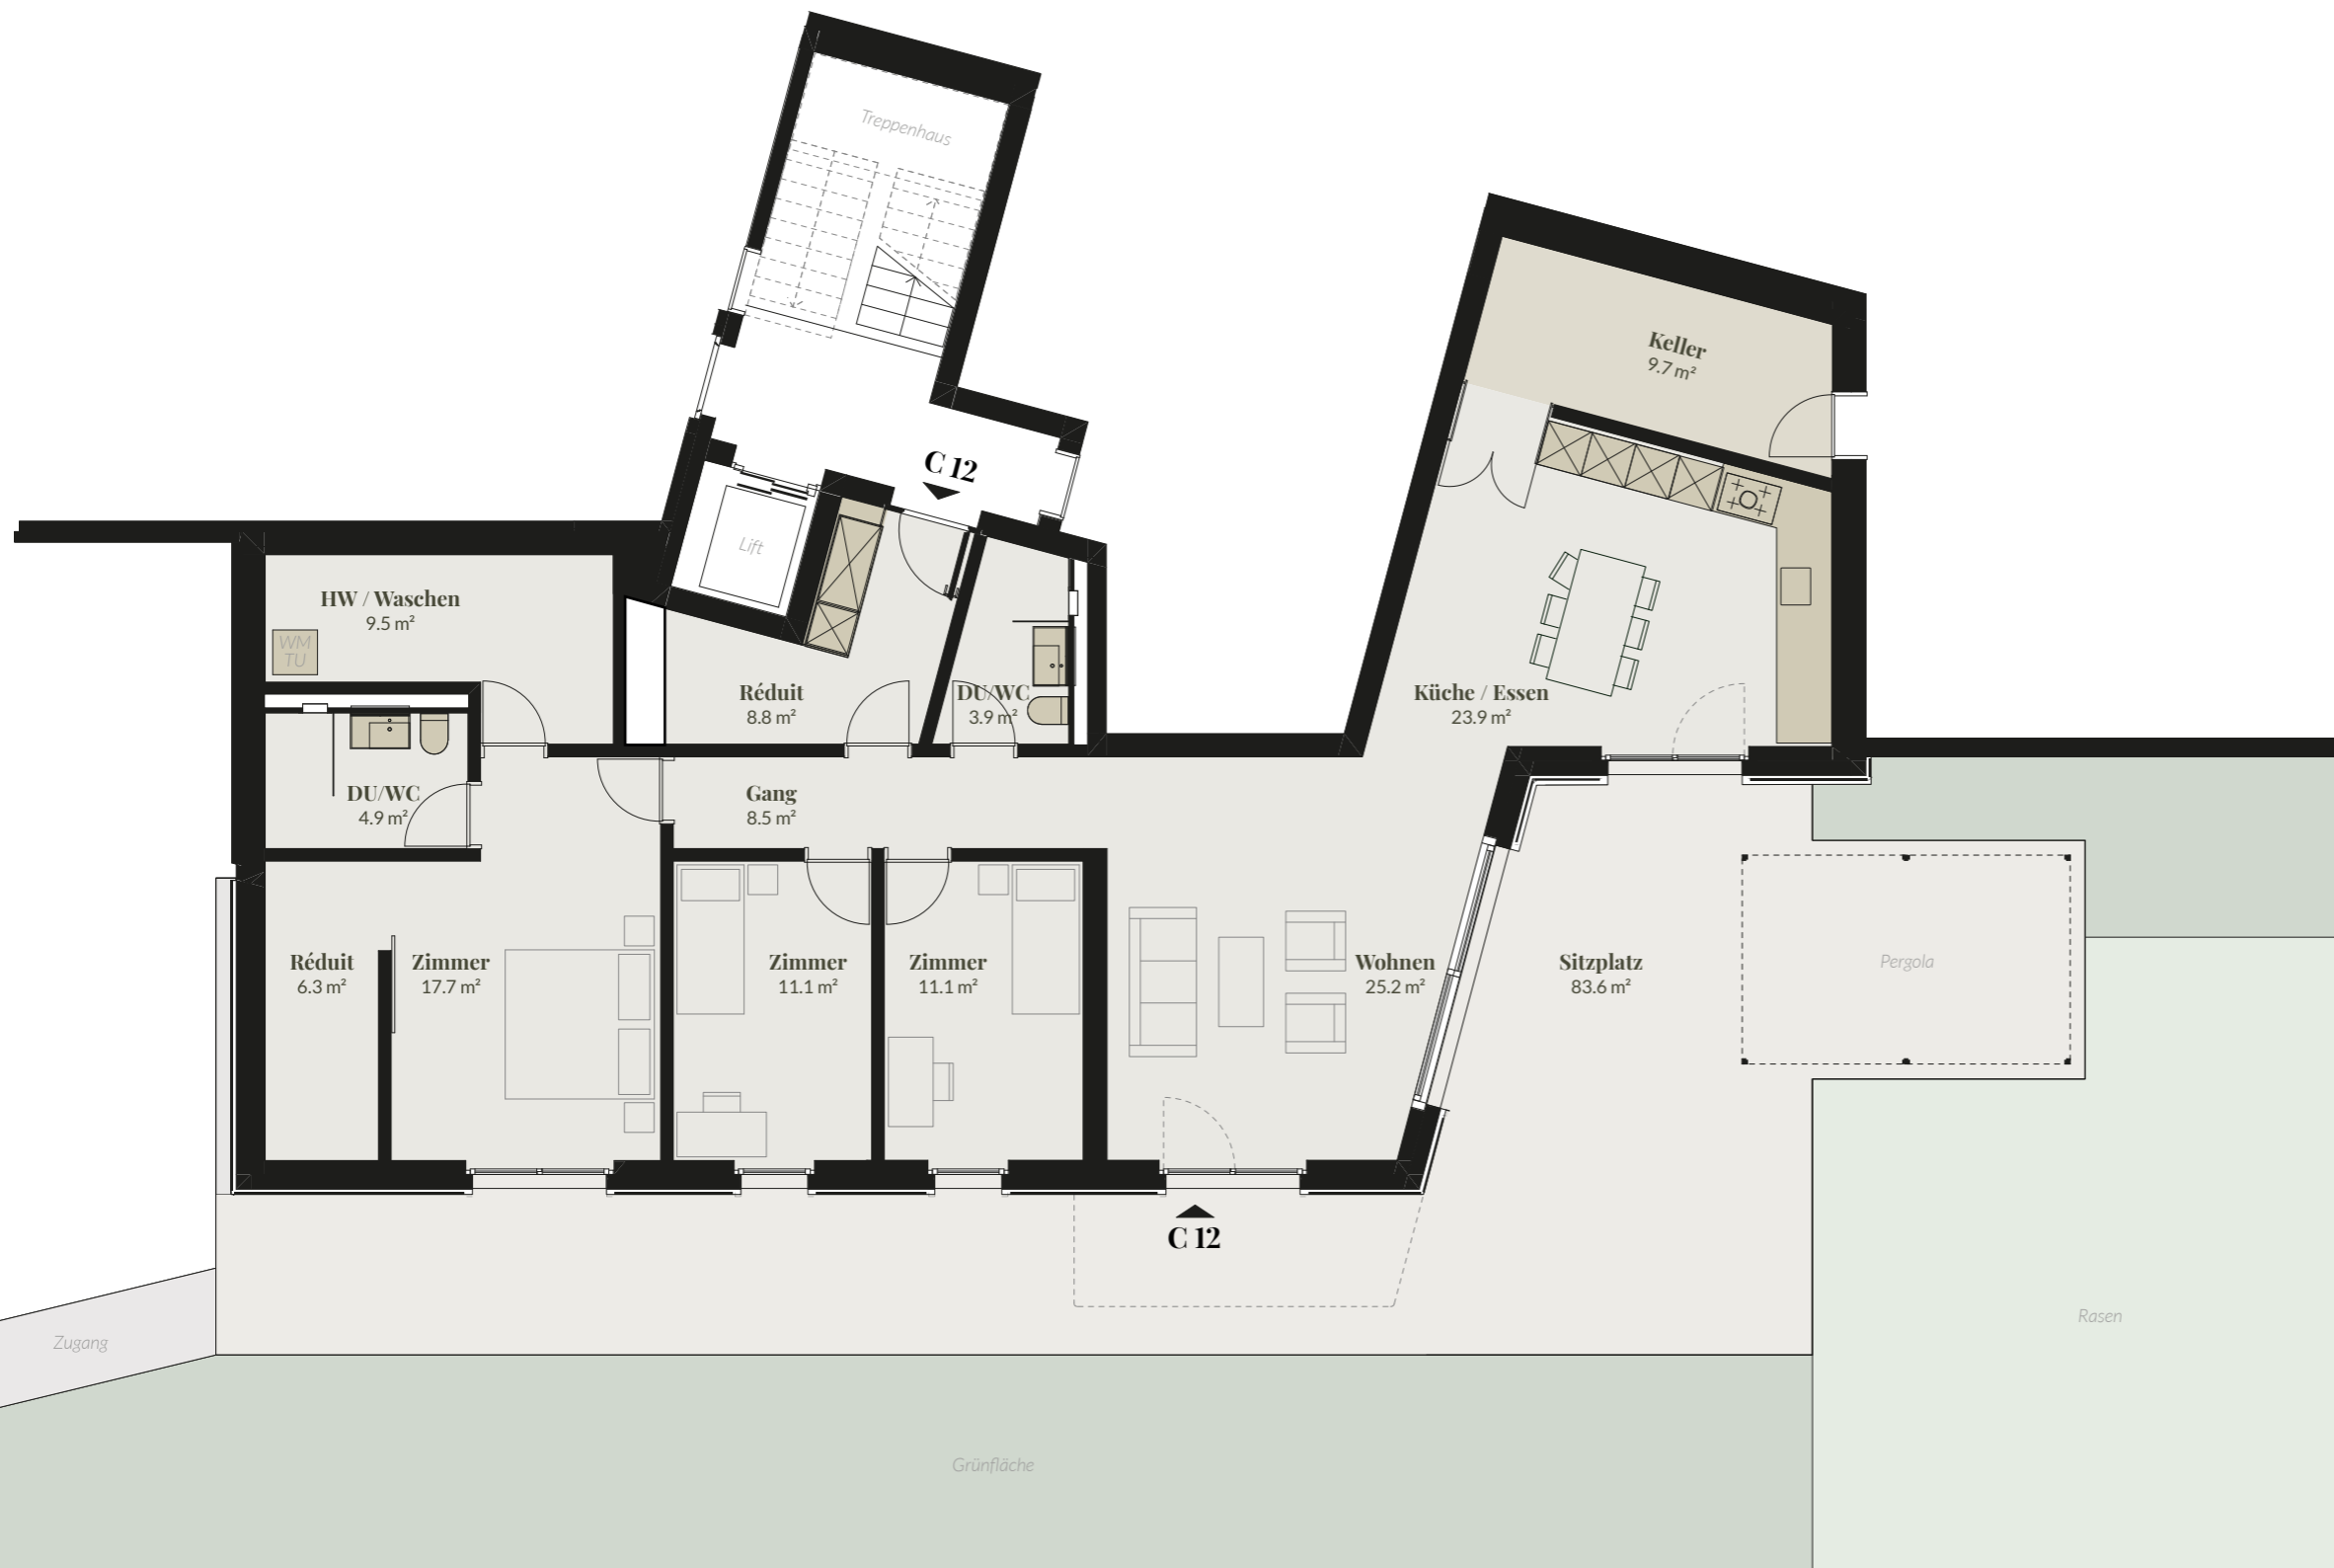 Treppenhaus
Keller
9.7 m²
C 12
Lift
HW / Waschen
9.5 m²
WM
TU
Réduit
8.8 m²
DU/WC
3.9 m²
Küche / Essen
23.9 m²
DU/WC
4.9 m²
Gang
8.5 m²
Réduit
6.3 m²
Zimmer
17.7 m²
Zimmer
11.1 m²
Zimmer
11.1 m²
Wohnen
25.2 m²
Sitzplatz
83.6 m²
Pergola
C 12
Zugang
Rasen
Grünfläche